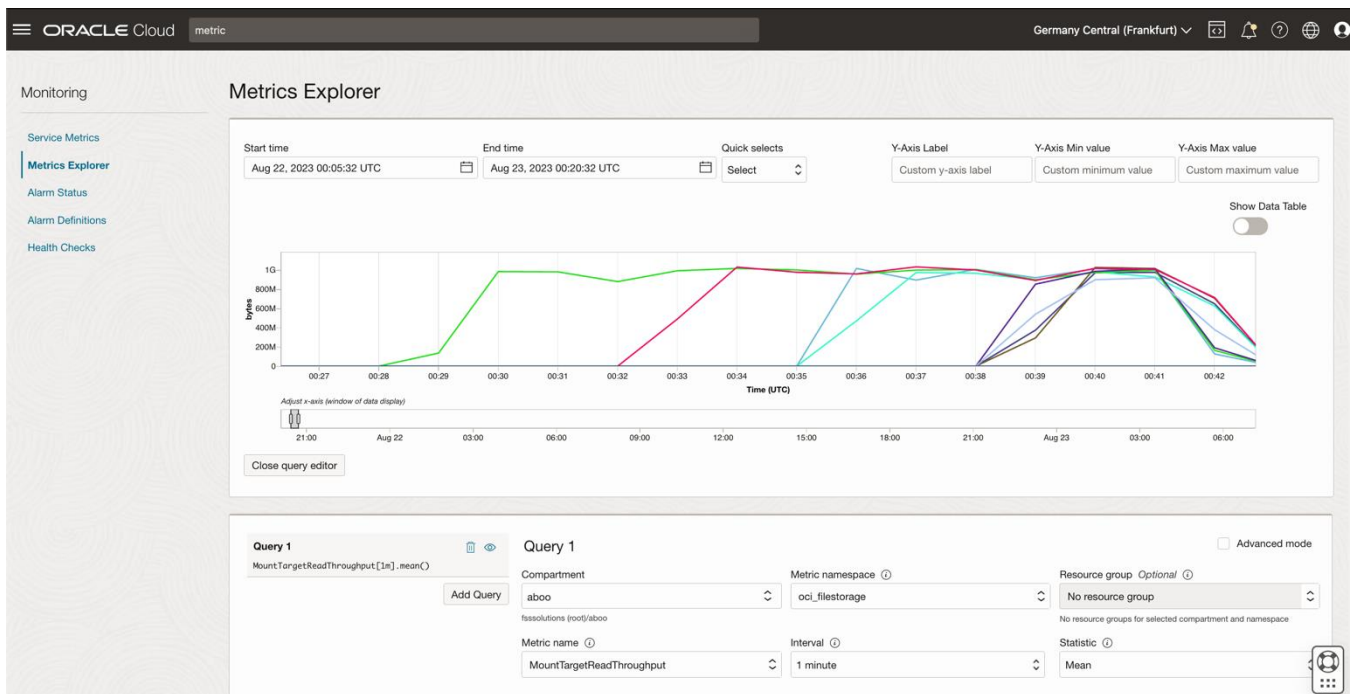 ORACLE Cloud
metric
Germany Central (Frankfurt)
Monitoring
Service Metrics
Metrics Explorer
Alarm Status
Alarm Definitions
Health Checks
Metrics Explorer
Start time
End time
Quick selects
Y-Axis Label
Y-Axis Min value
Y-Axis Max value
Aug 22, 2023 00:05:32 UTC
Aug 23, 2023 00:20:32 UTC
Select
Custom y-axis label
Custom minimum value
Custom maximum value
Show Data Table
bytes
1G
800M
600M
400M
200M
0
00:27 00:28 00:29 00:30 00:31 00:32 00:33 00:34 00:35 00:36 00:37 00:38 00:39 00:40 00:41 00:42
Time (UTC)
Adjust x-axis (window of data display)
21:00 Aug 22 03:00 06:00 09:00 12:00 15:00 18:00 21:00 Aug 23 03:00 06:00
Close query editor
Query 1
MountTargetReadThroughput[1m].mean()
Add Query
Query 1
Advanced mode
Compartment
aboo
fsssolutions (root)/aboo
Metric namespace
oci_filestorage
Resource group Optional
No resource group
No resource groups for selected compartment and namespace
Metric name
MountTargetReadThroughput
Interval
1 minute
Statistic
Mean